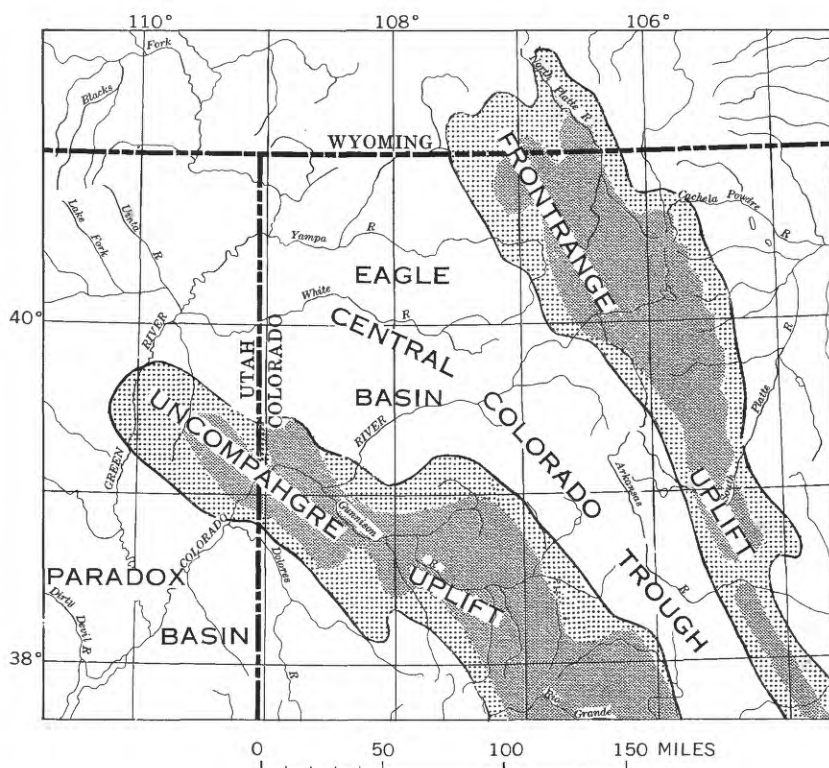 110° 108° 106°
Fork
Blacks
North Platte R
WYOMING
FRONTRANGE
Cache la Poudre
R
Lake Fork
Uinta R
Yampa R
EAGLE
White R
40°
CENTRAL
RIVER
UTAH
COLORADO
BASIN
R
Platte
UNCOMPAHGRE
RIVER
COLORADO
GREEN
Arkansas
South
Gunnison
UPLIFT
COLORADO
PARADOX
Dolores
UPLIFT
TROUGH
R
Dirty Devil R
BASIN
38°
R
Rio Grande
0 50 100 150 MILES